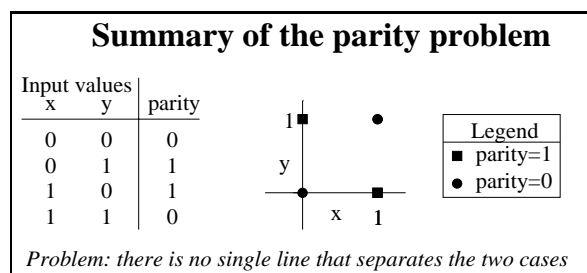 Summary of the parity problem
Input values
x y parity
0 0 0
0 1 1
1 0 1
1 1 0
1
y
x 1
Legend
parity=1
parity=0
Problem: there is no single line that separates the two cases